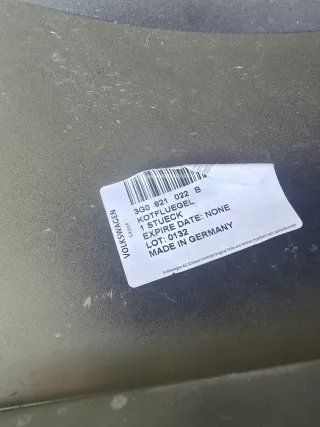 VOLKSWAGEN
3G0 821 022 B
KOTFLUEGEL
1 STUECK
EXPIRE DATE: NONE
LOT: 0132
MADE IN GERMANY